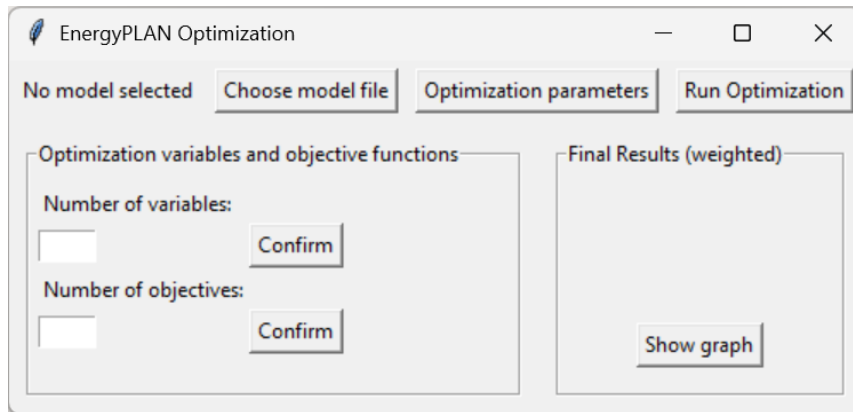 EnergyPLAN Optimization
No model selected Choose model file Optimization parameters Run Optimization
Optimization variables and objective functions
Number of variables:
Confirm
Number of objectives:
Confirm
Final Results (weighted)
Show graph